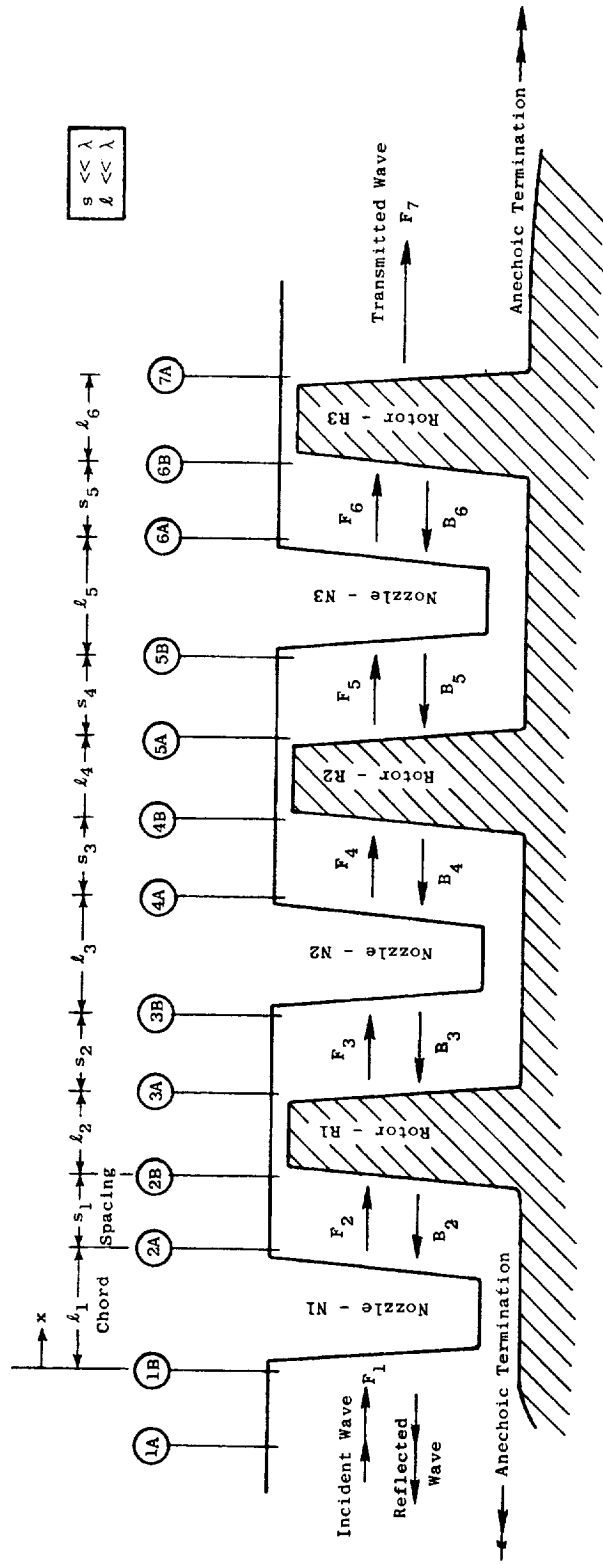 s << λ
ℓ << λ
x
ℓ1 s1 ℓ2 s2 ℓ3 s3 ℓ4 s4 ℓ5 s5 ℓ6
Chord
Spacing
1A 1B 2A 2B 3A 3B 4A 4B 5A 5B 6A 6B 7A
Incident Wave
F1
Reflected
Wave
Nozzle - N1
F2
B2
Rotor - R1
F3
B3
Nozzle - N2
F4
B4
Rotor - R2
F5
B5
Nozzle - N3
F6
B6
Rotor - R3
Transmitted Wave
F7
Anechoic Termination
Anechoic Termination